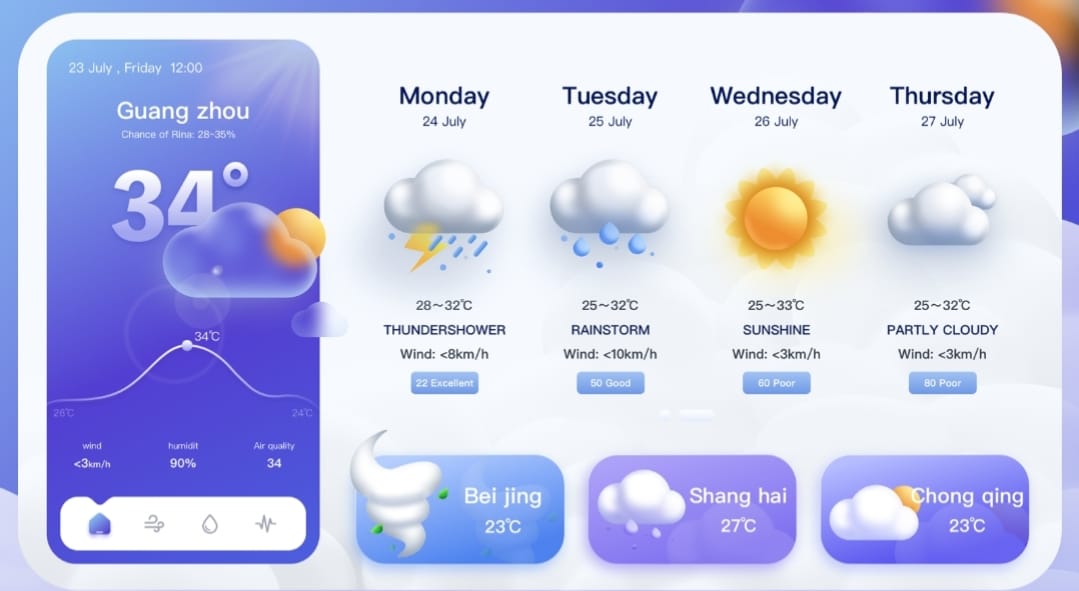 23 July , Friday 12:00
Guang zhou
Chance of Rina: 28-35%
34°
34℃
26℃
24℃
wind
humidit
Air quality
<3km/h
90%
34
Monday
24 July
28～32℃
THUNDERSHOWER
Wind: <8km/h
22 Excellent
Tuesday
25 July
25～32℃
RAINSTORM
Wind: <10km/h
50 Good
Wednesday
26 July
25～33℃
SUNSHINE
Wind: <3km/h
60 Poor
Thursday
27 July
25～32℃
PARTLY CLOUDY
Wind: <3km/h
80 Poor
Bei jing
23℃
Shang hai
27℃
Chong qing
23℃